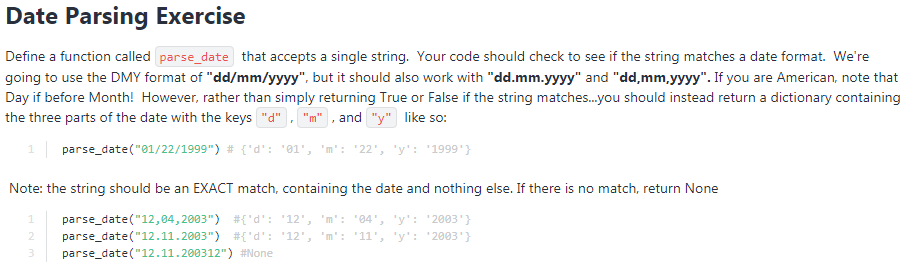 Date Parsing Exercise
Define a function called parse_date that accepts a single string. Your code should check to see if the string matches a date format. We're
going to use the DMY format of "dd/mm/yyyy", but it should also work with "dd.mm.yyyy" and "dd,mm,yyyy". If you are American, note that
Day if before Month! However, rather than simply returning True or False if the string matches...you should instead return a dictionary containing
the three parts of the date with the keys "d" , "m" , and "y" like so:
1 parse_date("01/22/1999") # {'d': '01', 'm': '22', 'y': '1999'}
Note: the string should be an EXACT match, containing the date and nothing else. If there is no match, return None
1 parse_date("12,04,2003") #{'d': '12', 'm': '04', 'y': '2003'}
2 parse_date("12.11.2003") #{'d': '12', 'm': '11', 'y': '2003'}
3 parse_date("12.11.200312") #None